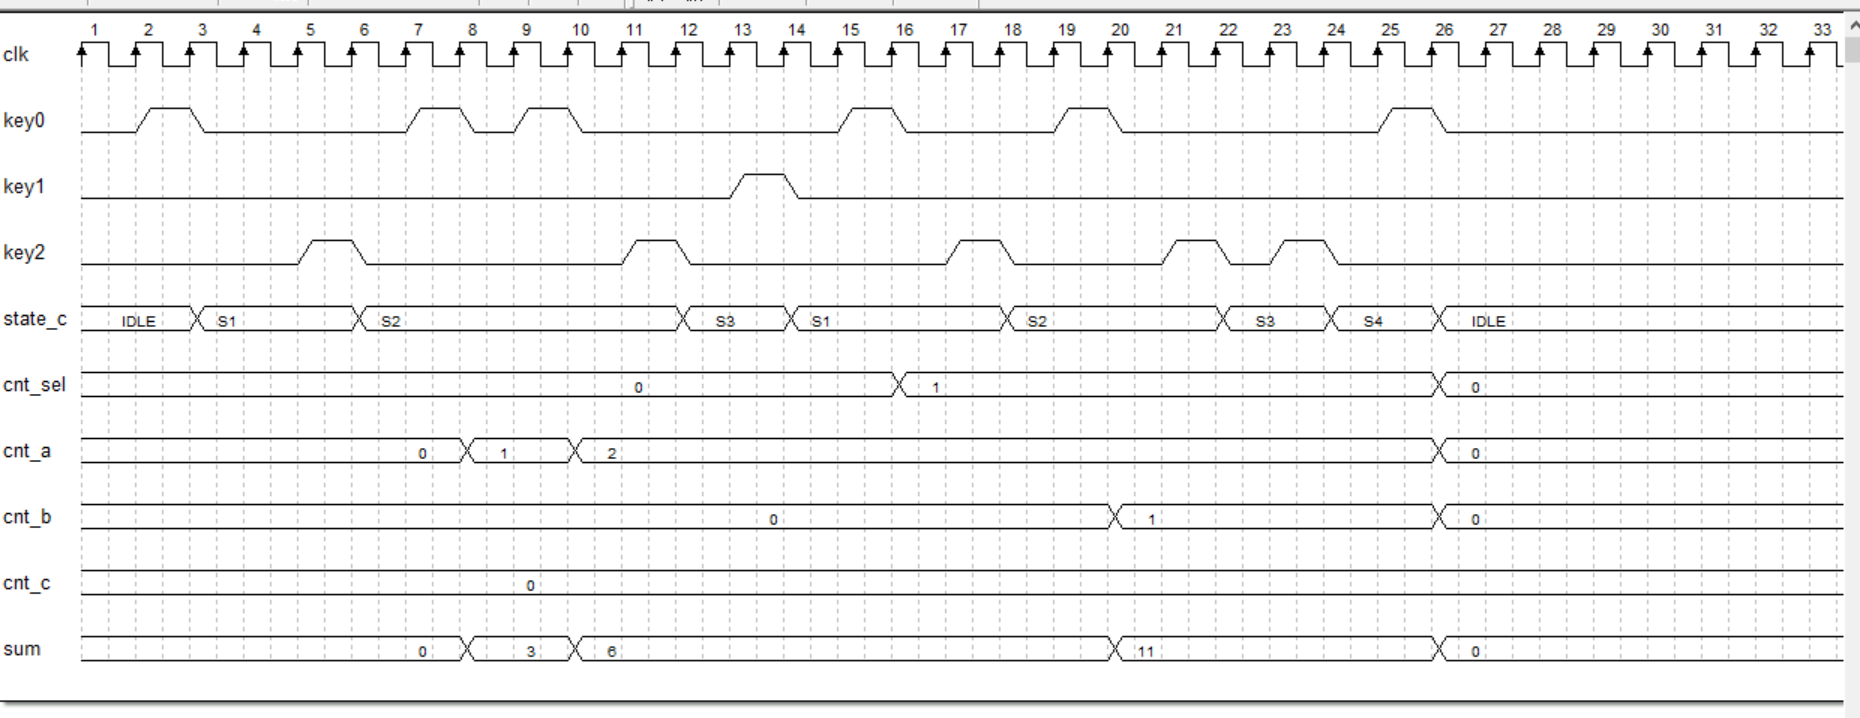 1 2 3 4 5 6 7 8 9 10 11 12 13 14 15 16 17 18 19 20 21 22 23 24 25 26 27 28 29 30 31 32 33
clk
key0
key1
key2
state_c IDLE S1 S2 S3 S1 S2 S3 S4 IDLE
cnt_sel 0 1 0
cnt_a 0 1 2 0
cnt_b 0 1 0
cnt_c 0
sum 0 3 6 11 0